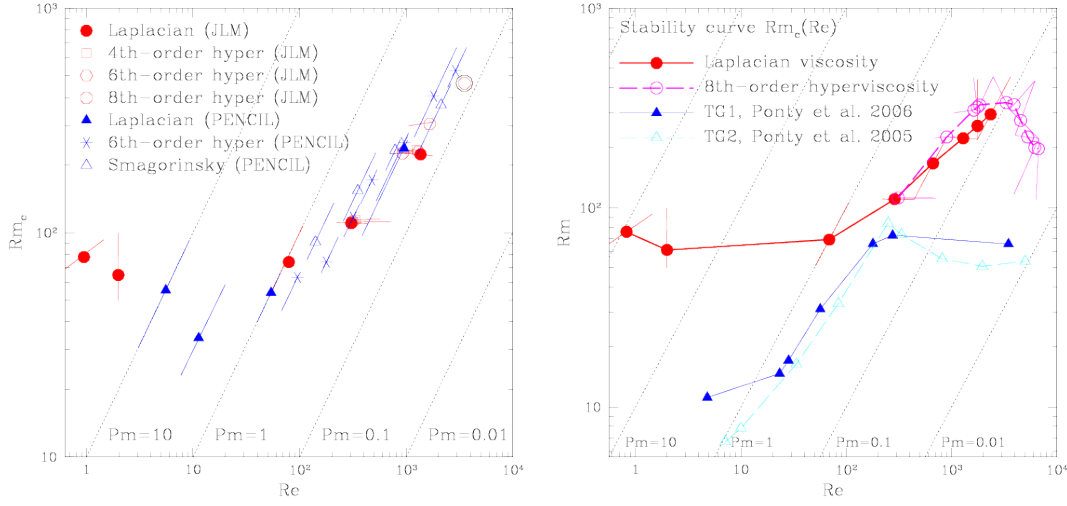 Laplacian (JLM)
4th-order hyper (JLM)
6th-order hyper (JLM)
8th-order hyper (JLM)
Laplacian (PENCIL)
6th-order hyper (PENCIL)
Smagorinsky (PENCIL)
Rm_c
10³
10²
10
Pm=10
Pm=1
Pm=0.1
Pm=0.01
1
10
10²
10³
10⁴
Re
Stability curve Rm_c(Re)
Laplacian viscosity
8th-order hyperviscosity
TG1, Ponty et al. 2006
TG2, Ponty et al. 2005
Rm
10³
10²
10
Pm=10
Pm=1
Pm=0.1
Pm=0.01
1
10
10²
10³
10⁴
Re